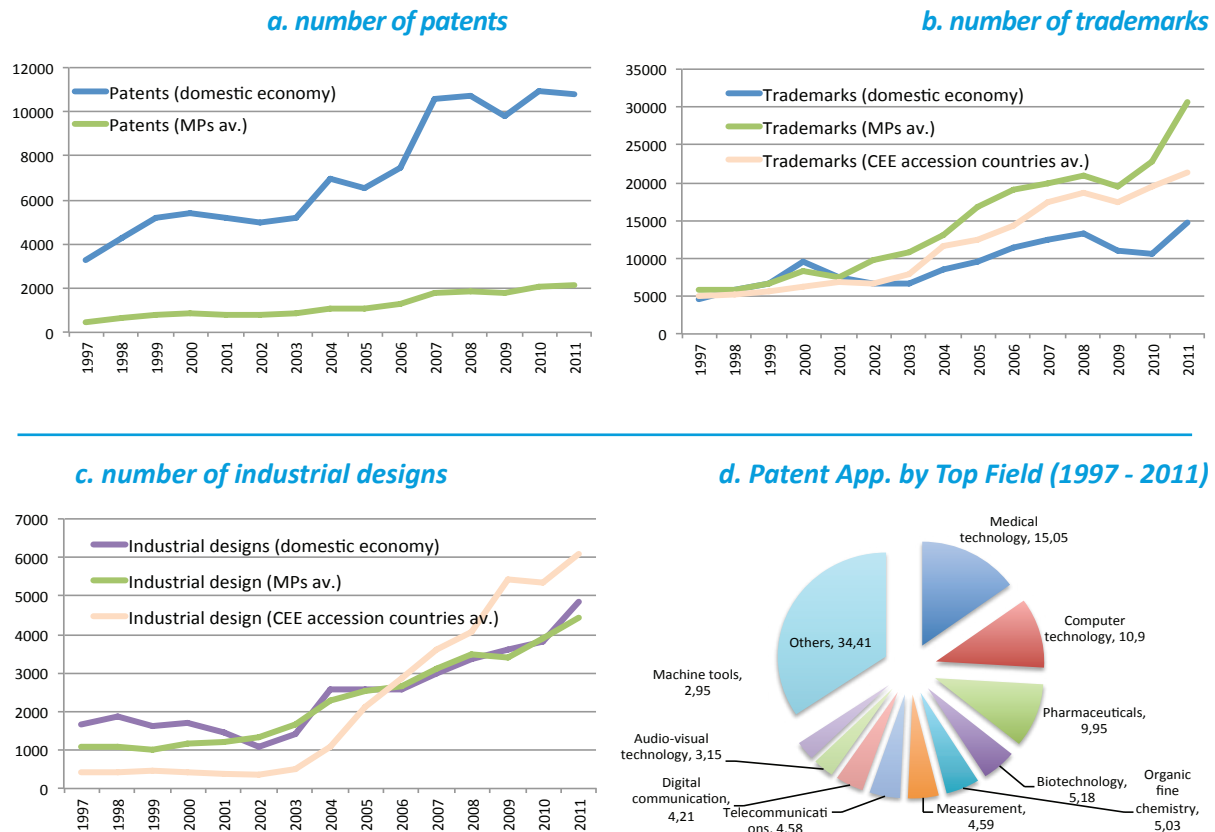 a. number of patents
12000
10000
8000
6000
4000
2000
0
Patents (domestic economy)
Patents (MPs av.)
1997
1998
1999
2000
2001
2002
2003
2004
2005
2006
2007
2008
2009
2010
2011
b. number of trademarks
35000
30000
25000
20000
15000
10000
5000
0
Trademarks (domestic economy)
Trademarks (MPs av.)
Trademarks (CEE accession countries av.)
1997
1998
1999
2000
2001
2002
2003
2004
2005
2006
2007
2008
2009
2010
2011
c. number of industrial designs
7000
6000
5000
4000
3000
2000
1000
0
Industrial designs (domestic economy)
Industrial design (MPs av.)
Industrial design (CEE accession countries av.)
1997
1998
1999
2000
2001
2002
2003
2004
2005
2006
2007
2008
2009
2010
2011
d. Patent App. by Top Field (1997 - 2011)
Medical
technology, 15,05
Computer
technology, 10,9
Pharmaceuticals,
9,95
Biotechnology,
5,18
Organic
fine
chemistry,
5,03
Measurement,
4,59
Telecommunicati
ons, 4,58
Digital
communication,
4,21
Audio-visual
technology, 3,15
Machine tools,
2,95
Others, 34,41